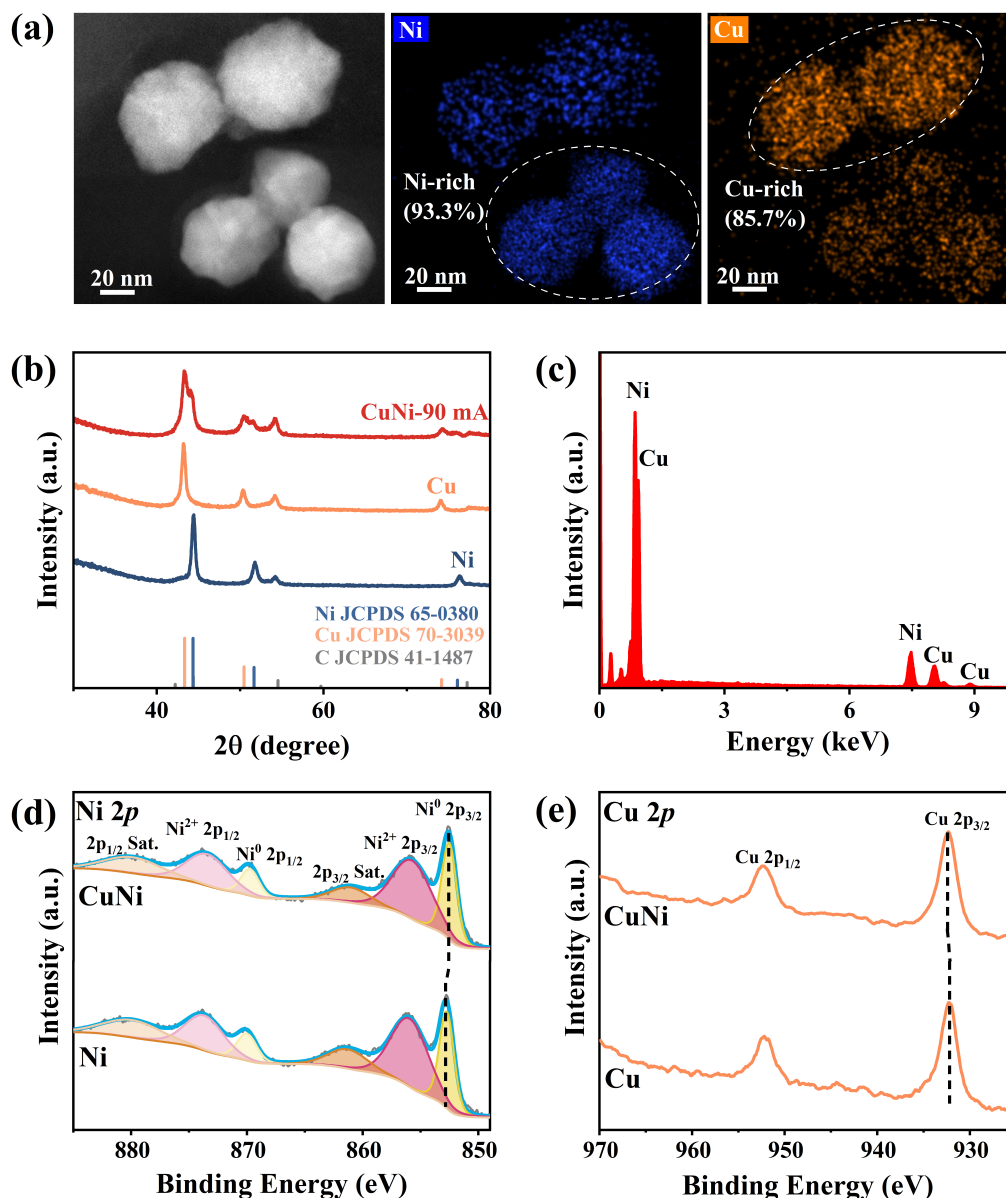 (a)
Ni
Cu
Ni-rich
(93.3%)
Cu-rich
(85.7%)
20 nm
20 nm
20 nm
(b)
CuNi-90 mA
Cu
Ni
Ni JCPDS 65-0380
Cu JCPDS 70-3039
C JCPDS 41-1487
40
60
80
2θ (degree)
Intensity (a.u.)
(c)
Ni
Cu
Ni
Cu
Cu
0
3
6
9
Energy (keV)
Intensity (a.u.)
(d)
Ni 2p
2p1/2 Sat.
Ni²⁺ 2p1/2
Ni⁰ 2p1/2
2p3/2 Sat.
Ni²⁺ 2p3/2
Ni⁰ 2p3/2
CuNi
Ni
880
870
860
850
Binding Energy (eV)
Intensity (a.u.)
(e)
Cu 2p
Cu 2p1/2
Cu 2p3/2
CuNi
Cu
970
960
950
940
930
Binding Energy (eV)
Intensity (a.u.)